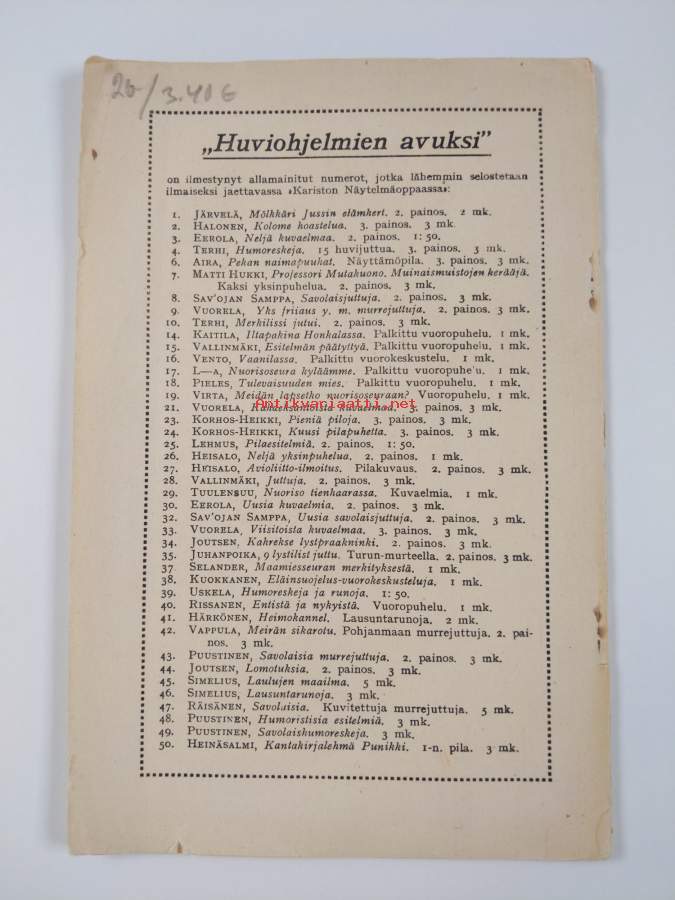 26/3.40€
„Huviohjelmien avuksi”
on ilmestynyt allamainitut numerot, jotka lähemmin selostetaan
ilmaiseksi jaettavassa »Kariston Näytelmäoppaassa»:
1. JÄRVELÄ, Mölkkäri Jussin elämkert. 2. painos. 2 mk.
2. HALONEN, Kolome hoastelua. 3. painos. 3 mk.
3. EEROLA, Neljä kuvaelmaa. 2. painos. 1: 50.
4. TERHI, Humoreskeja. 15 huvijuttua. 3. painos. 3 mk.
6. AIRA, Pekan naimapuuhat. Näyttämöpila. 3. painos. 3 mk.
7. MATTI HUKKI, Professori Mutakuono. Muinaismuistojen kerääjä.
Kaksi yksinpuhelua. 2. painos. 3 mk.
8. SAV'OJAN SAMPPA, Savolaisjuttuja. 2. painos. 3 mk.
9. VUORELA, Yks friiaus y. m. murrejuttuja. 2. painos. 3 mk.
10. TERHI, Merkilissi jutui. 2. painos. 3 mk.
14. KAITILA, Iltapakina Honkalassa. Palkittu vuoropuhelu. 1 mk.
15. VALLINMÄKI, Esitelmän päätyttyä. Palkittu vuoropuhelu. 1 mk.
16. VENTO, Vaanilassa. Palkittu vuorokeskustelu. 1 mk.
17. L—A, Nuorisoseura kyläämme. Palkittu vuoropuhelu. 1 mk.
18. PIELES, Tulevaisuuden mies. Palkittu vuoropuhelu. 1 mk.
19. VIRTA, Meidän lapsetko nuorisoseuraan? Vuoropuhelu. 1 mk.
Antikvariaatti.net
21. VUORELA, Kahdeksantoista kuvaelmaa. 3. painos. 3 mk.
23. KORHOS-HEIKKI, Pieniä piloja. 3. painos. 3 mk.
24. KORHOS-HEIKKI, Kuusi pilapuhetta. 3. painos. 3 mk.
25. LEHMUS, Pilaesitelmiä. 2. painos. 1: 50.
26. HEISALO, Neljä yksinpuhelua. 2. painos. 1 mk.
27. HEISALO, Avioliitto-ilmoitus. Pilakuvaus. 2. painos. 3 mk.
28. VALLINMÄKI, Juttuja. 2. painos. 3 mk.
29. TUULENSUU, Nuoriso tienhaarassa. Kuvaelmia. 1 mk.
30. EEROLA, Uusia kuvaelmia. 2. painos. 3 mk.
32. SAV'OJAN SAMPPA, Uusia savolaisjuttuja. 2. painos. 3 mk.
33. VUORELA, Viisitoista kuvaelmaa. 3. painos. 3 mk.
34. JOUTSEN, Kahrekse lystpraakninki. 2. painos. 3 mk.
35. JUHANPOIKA, 9 lystilist juttu. Turun-murteella. 2. painos. 3 mk.
37 SELANDER, Maamiesseuran merkityksestä. 1 mk.
38. KUOKKANEN, Eläinsuojelus-vuorokeskusteluja. 1 mk.
39. USKELA, Humoreskeja ja runoja. 1: 50.
40. RISSANEN, Entistä ja nykyistä. Vuoropuhelu. 1 mk.
41. HÄRKÖNEN, Heimokannel. Lausuntarunoja. 2 mk.
42. VAPPULA, Meirän sikarotu. Pohjanmaan murrejuttuja. 2. pai-
nos. 3 mk.
43. PUUSTINEN, Savolaisia murrejuttuja. 2. painos. 3 mk.
44. JOUTSEN, Lomotuksia. 2. painos. 3 mk.
45. SIMELIUS, Laulujen maailma. 5 mk.
46. SIMELIUS, Lausuntarunoja. 3 mk.
47. RÄISÄNEN, Savolaisia. Kuvitettuja murrejuttuja. 5 mk.
48. PUUSTINEN, Humoristisia esitelmiä. 3 mk.
49. PUUSTINEN, Savolaishumoreskeja. 3 mk.
50. HEINÄSALMI, Kantakirjalehmä Punikki. 1-n. pila. 3 mk.